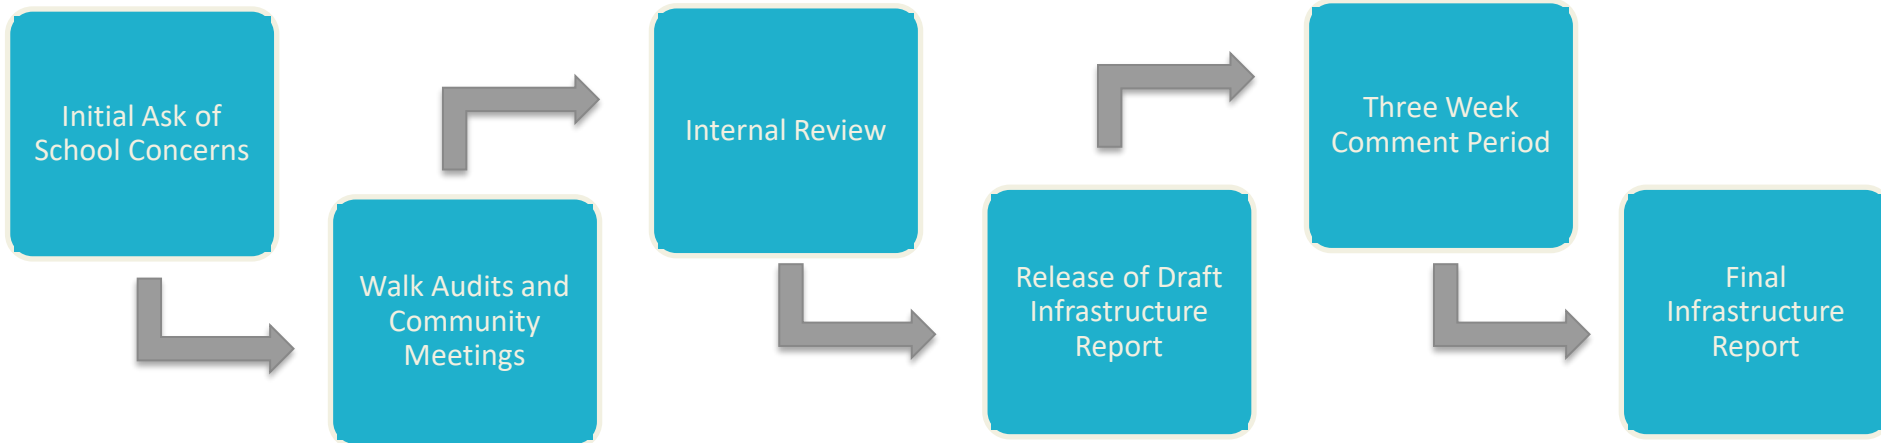 Initial Ask of
School Concerns
Walk Audits and
Community
Meetings
Internal Review
Release of Draft
Infrastructure
Report
Three Week
Comment Period
Final
Infrastructure
Report